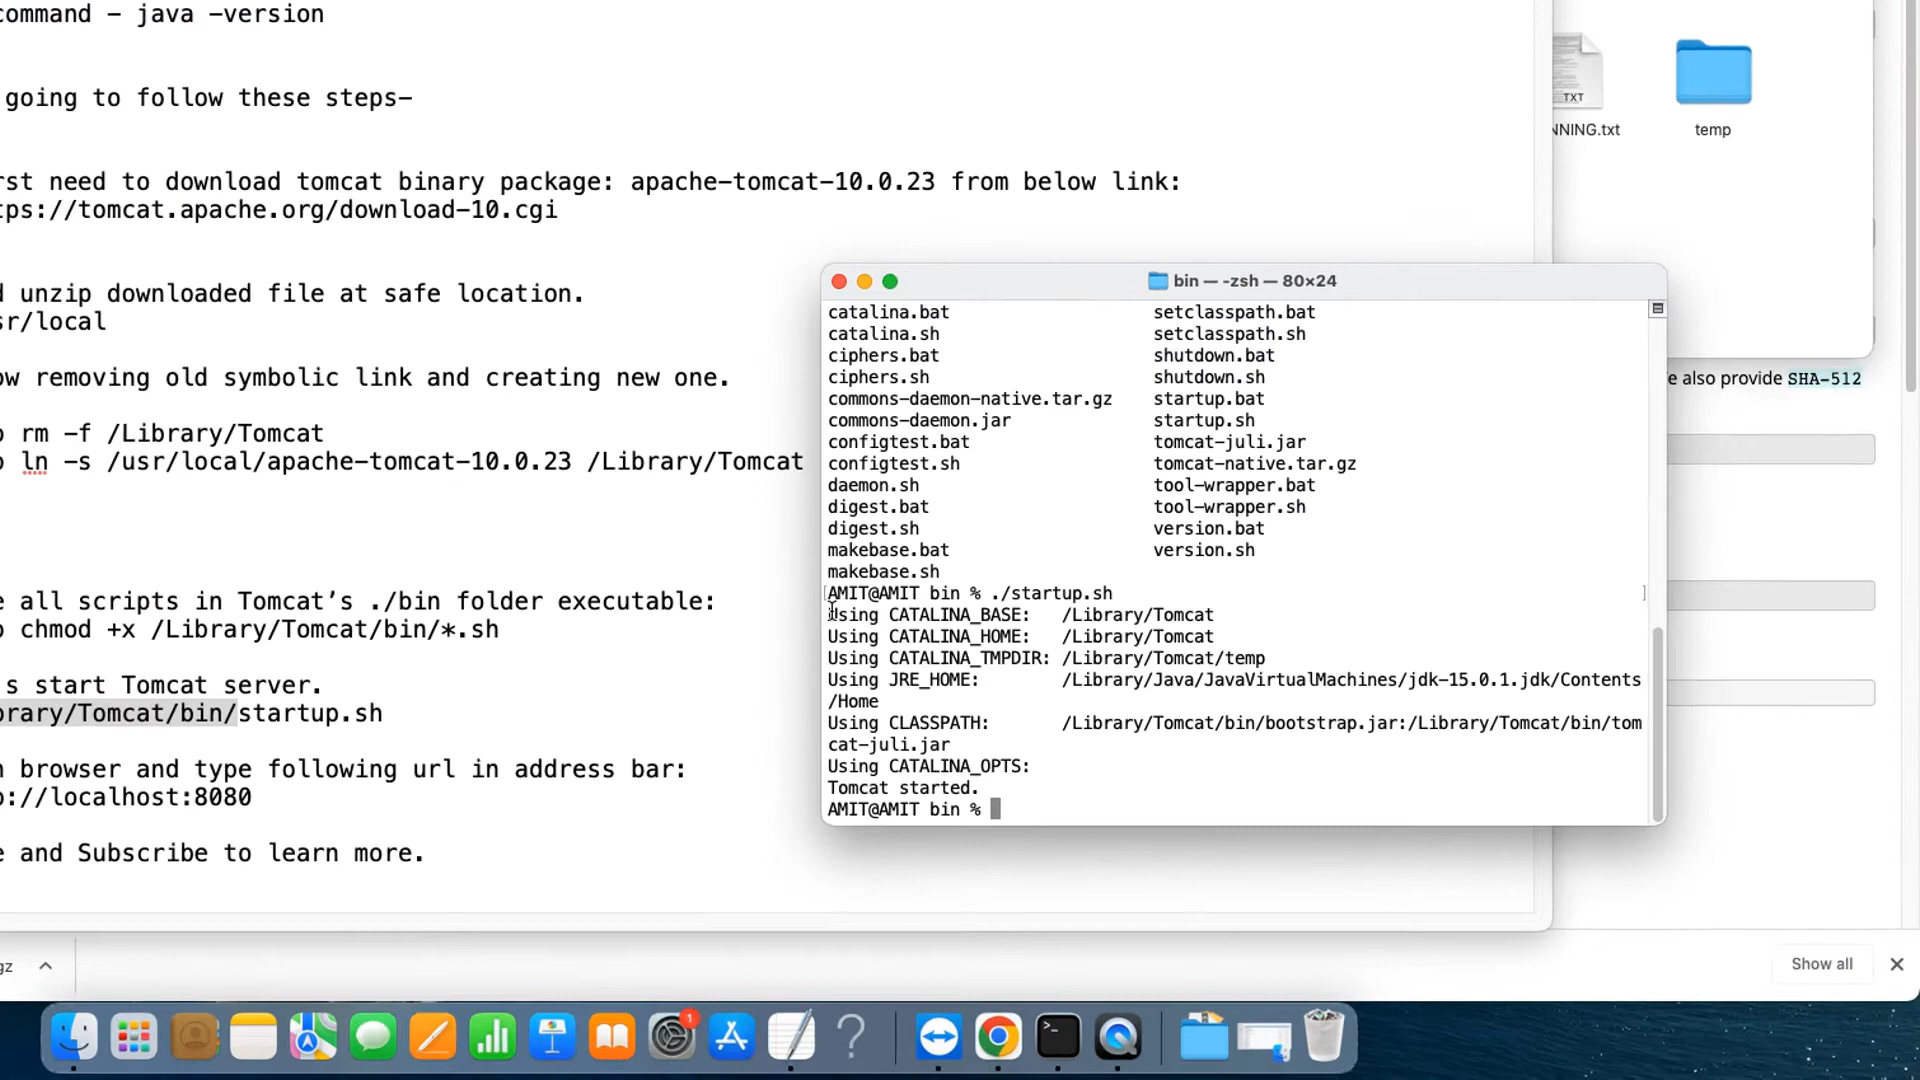 command – java –version
going to follow these steps–
rst need to download tomcat binary package: apache-tomcat-10.0.23 from below link:
tps://tomcat.apache.org/download-10.cgi
d unzip downloaded file at safe location.
sr/local
ow removing old symbolic link and creating new one.
o rm –f /Library/Tomcat
o ln –s /usr/local/apache-tomcat-10.0.23 /Library/Tomcat
e all scripts in Tomcat’s ./bin folder executable:
o chmod +x /Library/Tomcat/bin/*.sh
s start Tomcat server.
brary/Tomcat/bin/startup.sh
n browser and type following url in address bar:
p://localhost:8080
e and Subscribe to learn more.
TXT
NNING.txt
temp
e also provide SHA-512
bin — -zsh — 80×24
catalina.bat setclasspath.bat
catalina.sh setclasspath.sh
ciphers.bat shutdown.bat
ciphers.sh shutdown.sh
commons-daemon-native.tar.gz startup.bat
commons-daemon.jar startup.sh
configtest.bat tomcat-juli.jar
configtest.sh tomcat-native.tar.gz
daemon.sh tool-wrapper.bat
digest.bat tool-wrapper.sh
digest.sh version.bat
makebase.bat version.sh
makebase.sh
[AMIT@AMIT bin % ./startup.sh ]
Using CATALINA_BASE: /Library/Tomcat
Using CATALINA_HOME: /Library/Tomcat
Using CATALINA_TMPDIR: /Library/Tomcat/temp
Using JRE_HOME: /Library/Java/JavaVirtualMachines/jdk-15.0.1.jdk/Contents
/Home
Using CLASSPATH: /Library/Tomcat/bin/bootstrap.jar:/Library/Tomcat/bin/tom
cat-juli.jar
Using CATALINA_OPTS:
Tomcat started.
AMIT@AMIT bin %
gz
Show all
1